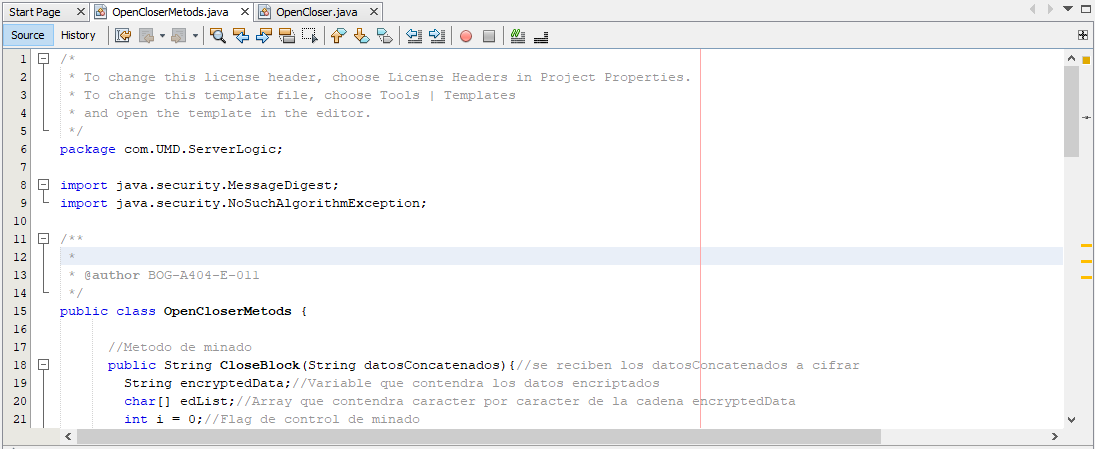 Start Page OpenCloserMetods.java OpenCloser.java
Source History
1 /*
2 * To change this license header, choose License Headers in Project Properties.
3 * To change this template file, choose Tools | Templates
4 * and open the template in the editor.
5 */
6 package com.UMD.ServerLogic;
7
8 import java.security.MessageDigest;
9 import java.security.NoSuchAlgorithmException;
10
11 /**
12 *
13 * @author BOG-A404-E-011
14 */
15 public class OpenCloserMetods {
16
17 //Metodo de minado
18 public String CloseBlock(String datosConcatenados){//se reciben los datosConcatenados a cifrar
19 String encryptedData;//Variable que contendra los datos encriptados
20 char[] edList;//Array que contendra caracter por caracter de la cadena encryptedData
21 int i = 0;//Flag de control de minado